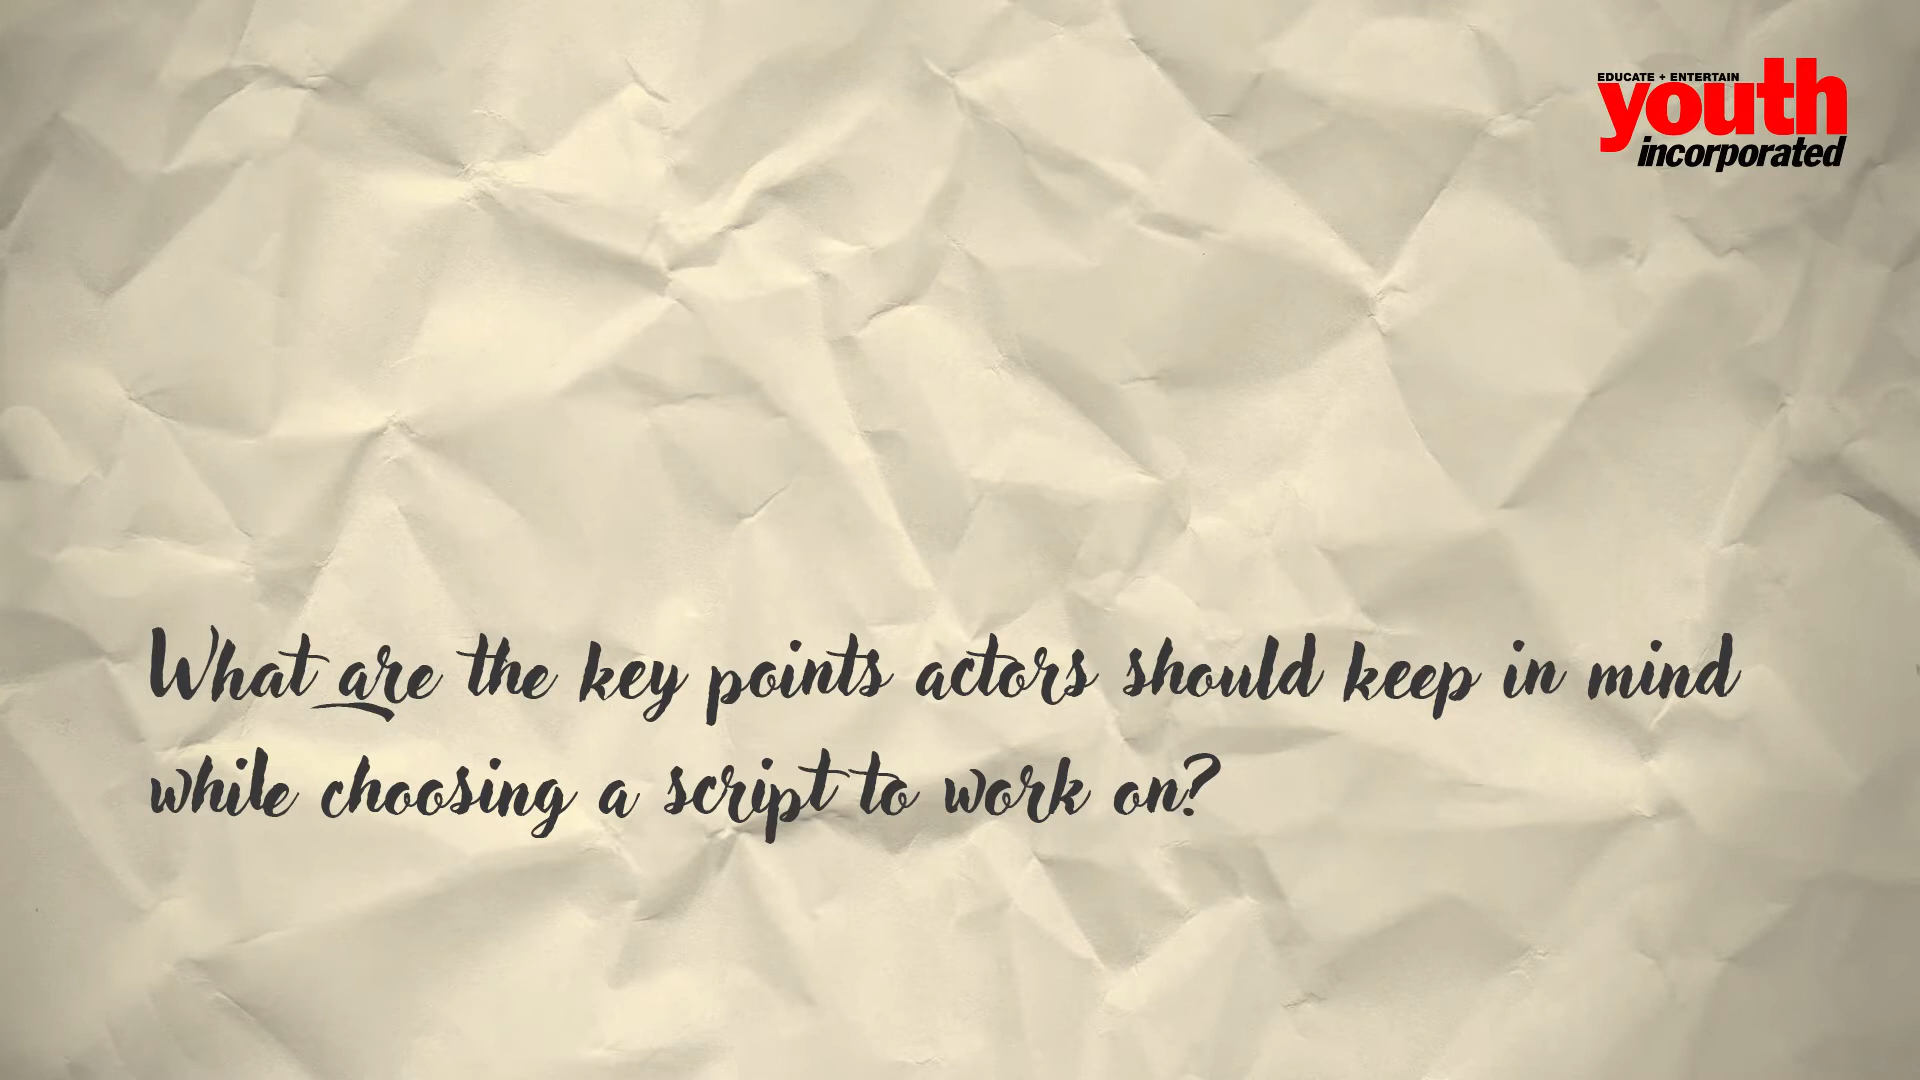 EDUCATE + ENTERTAIN
youth
incorporated
What are the key points actors should keep in mind
while choosing a script to work on?